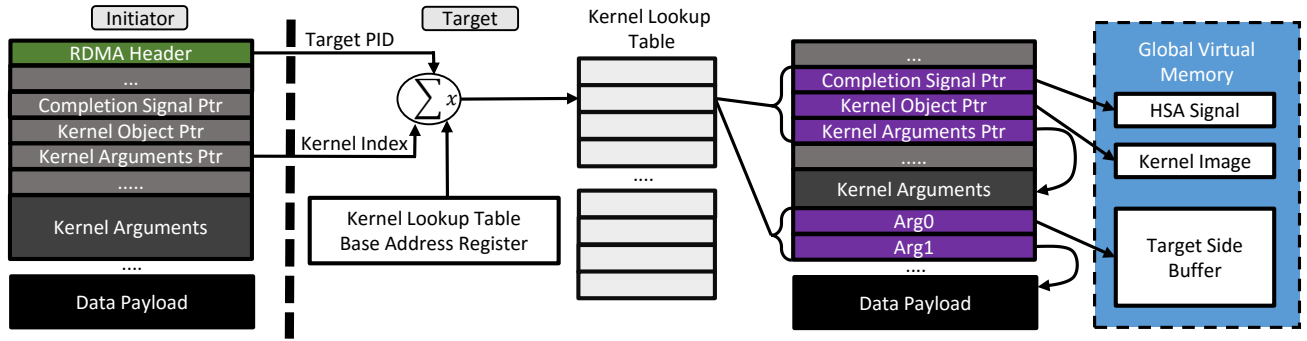 Initiator
RDMA Header
...
Completion Signal Ptr
Kernel Object Ptr
Kernel Arguments Ptr
.....
Kernel Arguments
....
Data Payload
Target
Target PID
∑ x
Kernel Index
Kernel Lookup Table
Base Address Register
Kernel Lookup
Table
....
...
Completion Signal Ptr
Kernel Object Ptr
Kernel Arguments Ptr
.....
Kernel Arguments
Arg0
Arg1
....
Data Payload
Global Virtual
Memory
HSA Signal
Kernel Image
Target Side
Buffer